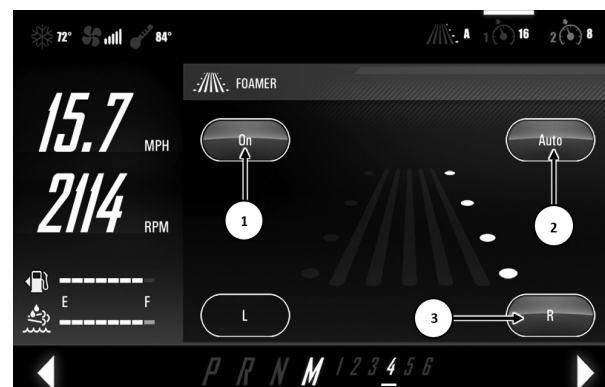 72° 84° A 1 16 2 8
FOAMER
15.7 MPH
On Auto
1 2
2114 RPM
E F
L 3 R
P R N M 1 2 3 4 5 6